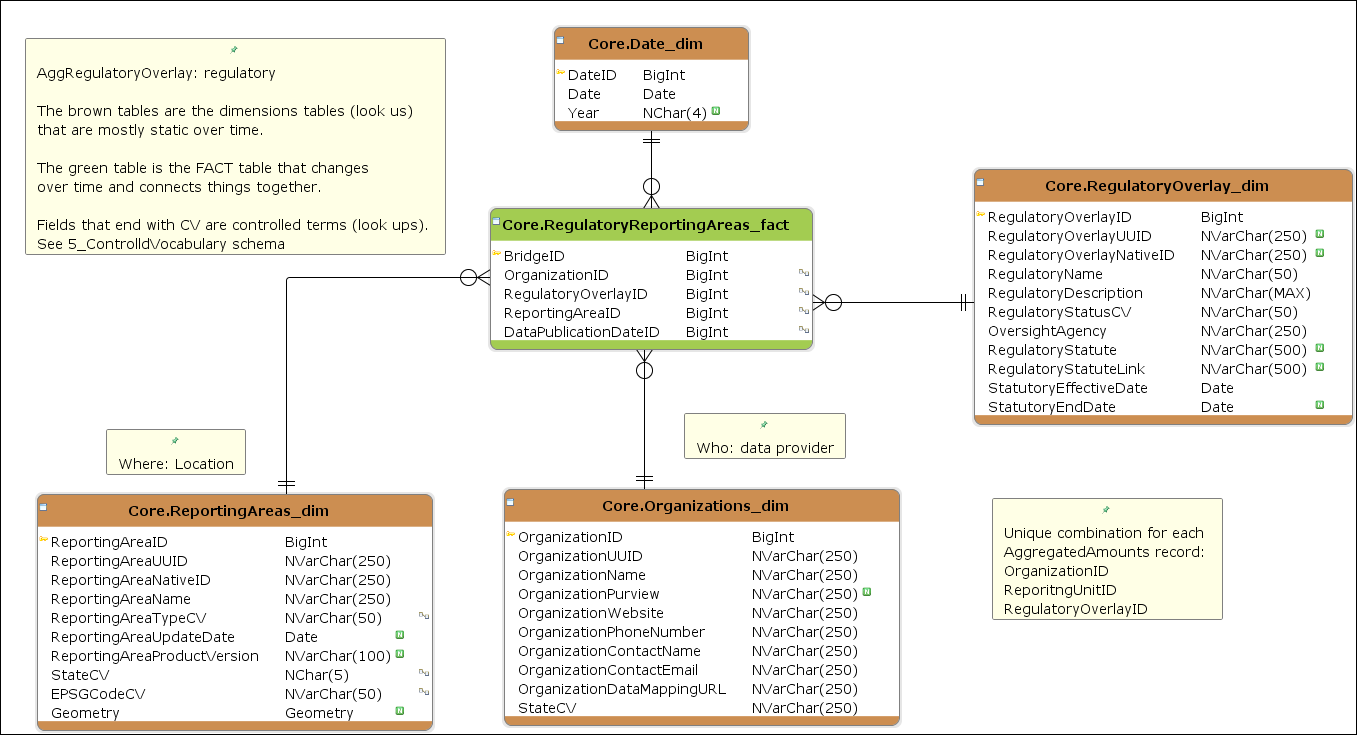 AggRegulatoryOverlay: regulatory
The brown tables are the dimensions tables (look us)
that are mostly static over time.
The green table is the FACT table that changes
over time and connects things together.
Fields that end with CV are controlled terms (look ups).
See 5_ControlldVocabulary schema
Core.Date_dim
DateID BigInt
Date Date
Year NChar(4) N
Core.RegulatoryReportingAreas_fact
BridgeID BigInt
OrganizationID BigInt
RegulatoryOverlayID BigInt
ReportingAreaID BigInt
DataPublicationDateID BigInt
Core.RegulatoryOverlay_dim
RegulatoryOverlayID BigInt
RegulatoryOverlayUUID NVarChar(250) N
RegulatoryOverlayNativeID NVarChar(250) N
RegulatoryName NVarChar(50)
RegulatoryDescription NVarChar(MAX)
RegulatoryStatusCV NVarChar(50)
OversightAgency NVarChar(250)
RegulatoryStatute NVarChar(500) N
RegulatoryStatuteLink NVarChar(500) N
StatutoryEffectiveDate Date
StatutoryEndDate Date N
Where: Location
Who: data provider
Core.ReportingAreas_dim
ReportingAreaID BigInt
ReportingAreaUUID NVarChar(250)
ReportingAreaNativeID NVarChar(250)
ReportingAreaName NVarChar(250)
ReportingAreaTypeCV NVarChar(50)
ReportingAreaUpdateDate Date N
ReportingAreaProductVersion NVarChar(100) N
StateCV NChar(5)
EPSGCodeCV NVarChar(50)
Geometry Geometry N
Core.Organizations_dim
OrganizationID BigInt
OrganizationUUID NVarChar(250)
OrganizationName NVarChar(250)
OrganizationPurview NVarChar(250) N
OrganizationWebsite NVarChar(250)
OrganizationPhoneNumber NVarChar(250)
OrganizationContactName NVarChar(250)
OrganizationContactEmail NVarChar(250)
OrganizationDataMappingURL NVarChar(250)
StateCV NVarChar(250)
Unique combination for each
AggregatedAmounts record:
OrganizationID
ReporitngUnitID
RegulatoryOverlayID